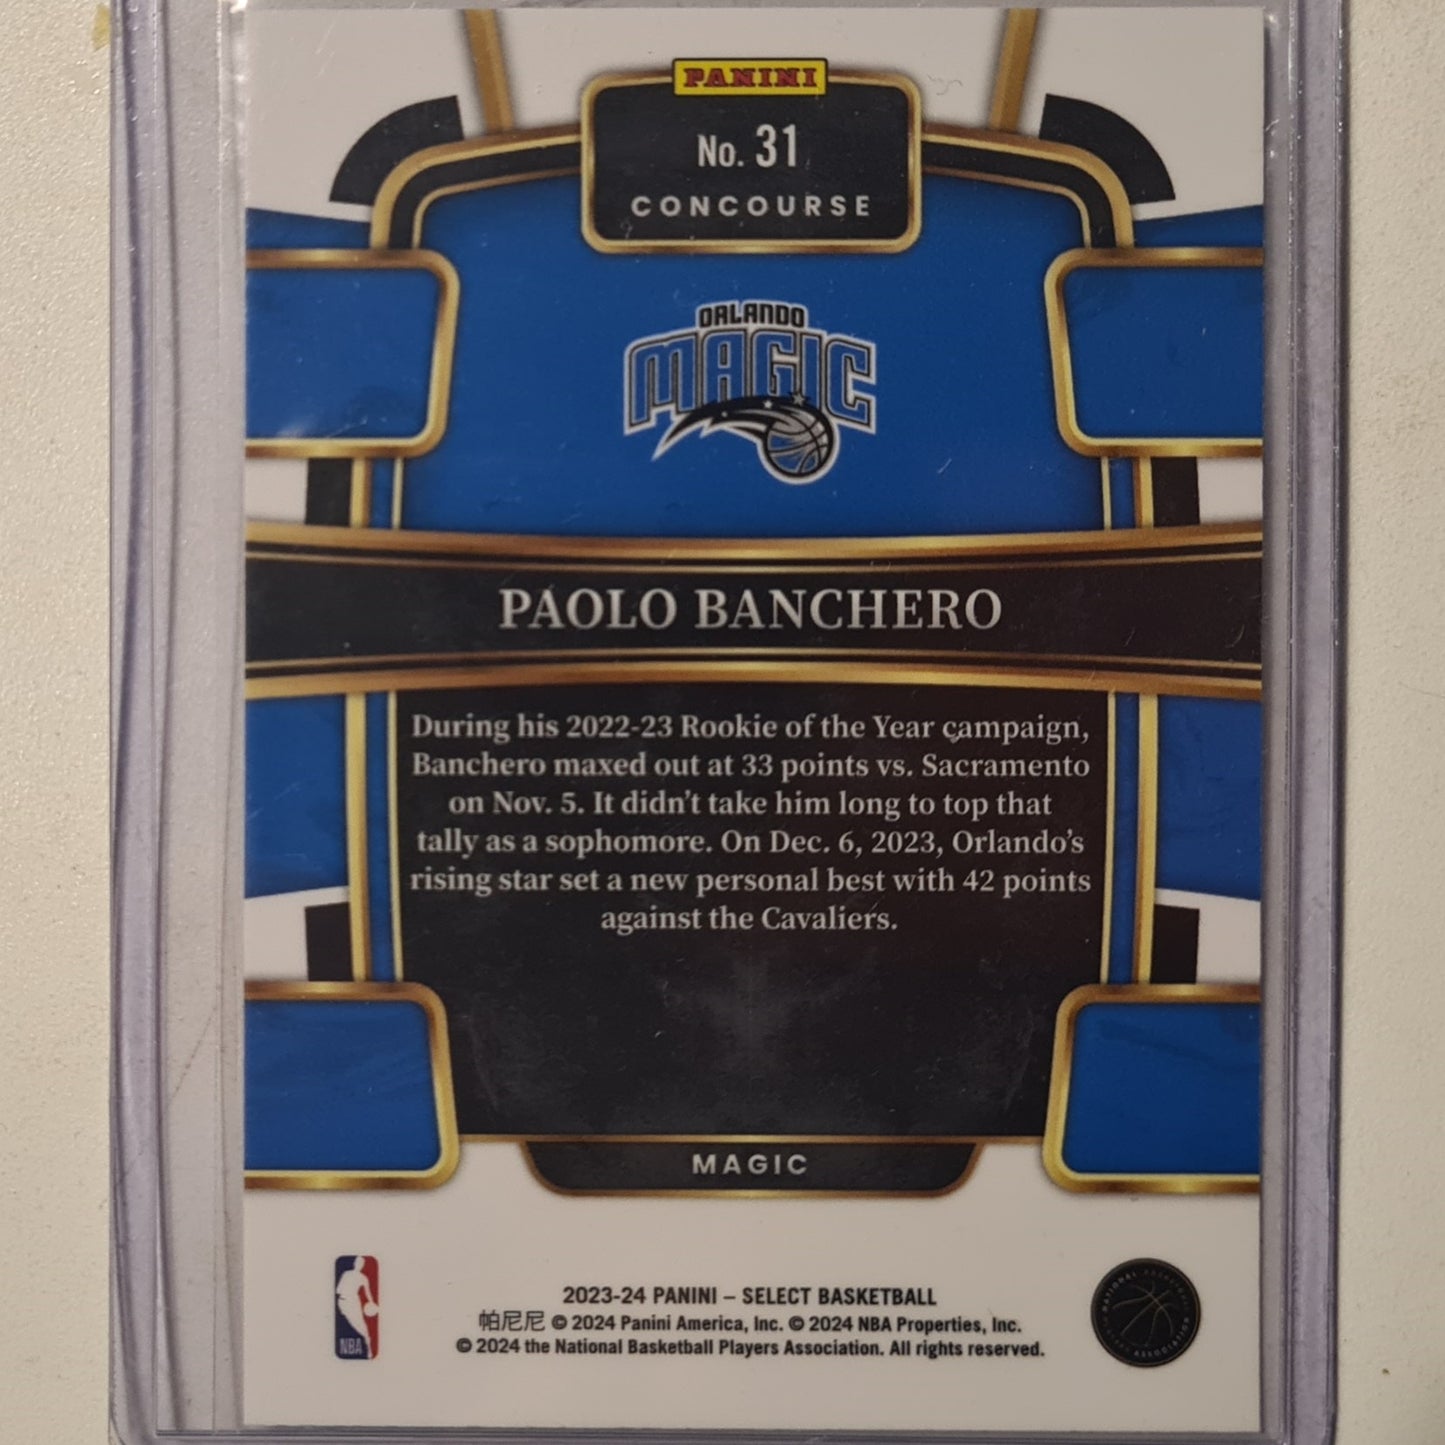 PANINI
No. 31
CONCOURSE
ORLANDO
MAGIC
PAOLO BANCHERO
During his 2022-23 Rookie of the Year campaign,
Banchero maxed out at 33 points vs. Sacramento
on Nov. 5. It didn't take him long to top that
tally as a sophomore. On Dec. 6, 2023, Orlando's
rising star set a new personal best with 42 points
against the Cavaliers.
MAGIC
NBA
2023-24 PANINI – SELECT BASKETBALL
帕尼尼 © 2024 Panini America, Inc. © 2024 NBA Properties, Inc.
© 2024 the National Basketball Players Association. All rights reserved.
NATIONAL BASKETBALL
PLAYERS ASSOCIATION